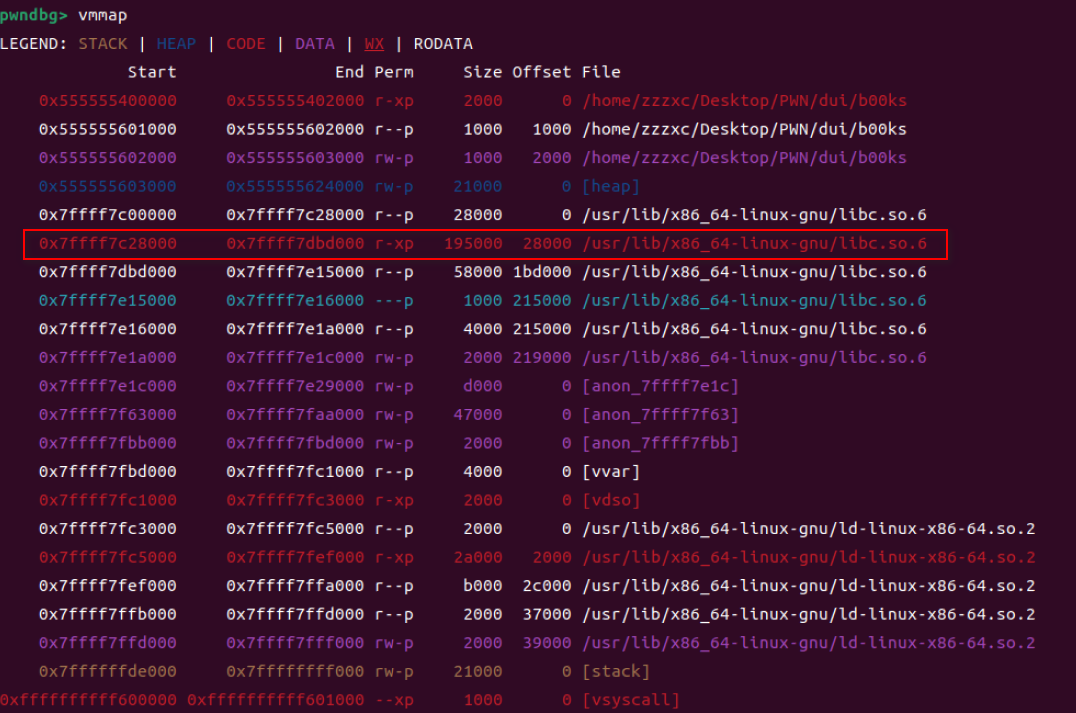 pwndbg> vmmap
LEGEND: STACK | HEAP | CODE | DATA | WX | RODATA
Start End Perm Size Offset File
0x555555400000 0x555555402000 r-xp 2000 0 /home/zzzxc/Desktop/PWN/dui/b00ks
0x555555601000 0x555555602000 r--p 1000 1000 /home/zzzxc/Desktop/PWN/dui/b00ks
0x555555602000 0x555555603000 rw-p 1000 2000 /home/zzzxc/Desktop/PWN/dui/b00ks
0x555555603000 0x555555624000 rw-p 21000 0 [heap]
0x7ffff7c00000 0x7ffff7c28000 r--p 28000 0 /usr/lib/x86_64-linux-gnu/libc.so.6
0x7ffff7c28000 0x7ffff7dbd000 r-xp 195000 28000 /usr/lib/x86_64-linux-gnu/libc.so.6
0x7ffff7dbd000 0x7ffff7e15000 r--p 58000 1bd000 /usr/lib/x86_64-linux-gnu/libc.so.6
0x7ffff7e15000 0x7ffff7e16000 ---p 1000 215000 /usr/lib/x86_64-linux-gnu/libc.so.6
0x7ffff7e16000 0x7ffff7e1a000 r--p 4000 215000 /usr/lib/x86_64-linux-gnu/libc.so.6
0x7ffff7e1a000 0x7ffff7e1c000 rw-p 2000 219000 /usr/lib/x86_64-linux-gnu/libc.so.6
0x7ffff7e1c000 0x7ffff7e29000 rw-p d000 0 [anon_7ffff7e1c]
0x7ffff7f63000 0x7ffff7faa000 rw-p 47000 0 [anon_7ffff7f63]
0x7ffff7fbb000 0x7ffff7fbd000 rw-p 2000 0 [anon_7ffff7fbb]
0x7ffff7fbd000 0x7ffff7fc1000 r--p 4000 0 [vvar]
0x7ffff7fc1000 0x7ffff7fc3000 r-xp 2000 0 [vdso]
0x7ffff7fc3000 0x7ffff7fc5000 r--p 2000 0 /usr/lib/x86_64-linux-gnu/ld-linux-x86-64.so.2
0x7ffff7fc5000 0x7ffff7fef000 r-xp 2a000 2000 /usr/lib/x86_64-linux-gnu/ld-linux-x86-64.so.2
0x7ffff7fef000 0x7ffff7ffa000 r--p b000 2c000 /usr/lib/x86_64-linux-gnu/ld-linux-x86-64.so.2
0x7ffff7ffb000 0x7ffff7ffd000 r--p 2000 37000 /usr/lib/x86_64-linux-gnu/ld-linux-x86-64.so.2
0x7ffff7ffd000 0x7ffff7fff000 rw-p 2000 39000 /usr/lib/x86_64-linux-gnu/ld-linux-x86-64.so.2
0x7ffffffde000 0x7ffffffff000 rw-p 21000 0 [stack]
0xffffffffff600000 0xffffffffff601000 --xp 1000 0 [vsyscall]